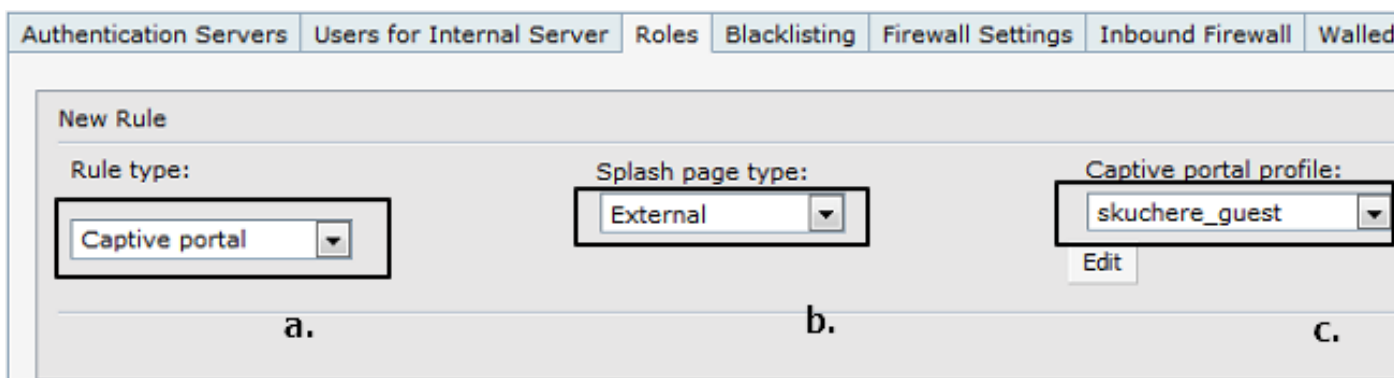 Authentication Servers Users for Internal Server Roles Blacklisting Firewall Settings Inbound Firewall Walled
New Rule
Rule type: Splash page type: Captive portal profile:
Captive portal External skuchere_guest
Edit
a. b. c.